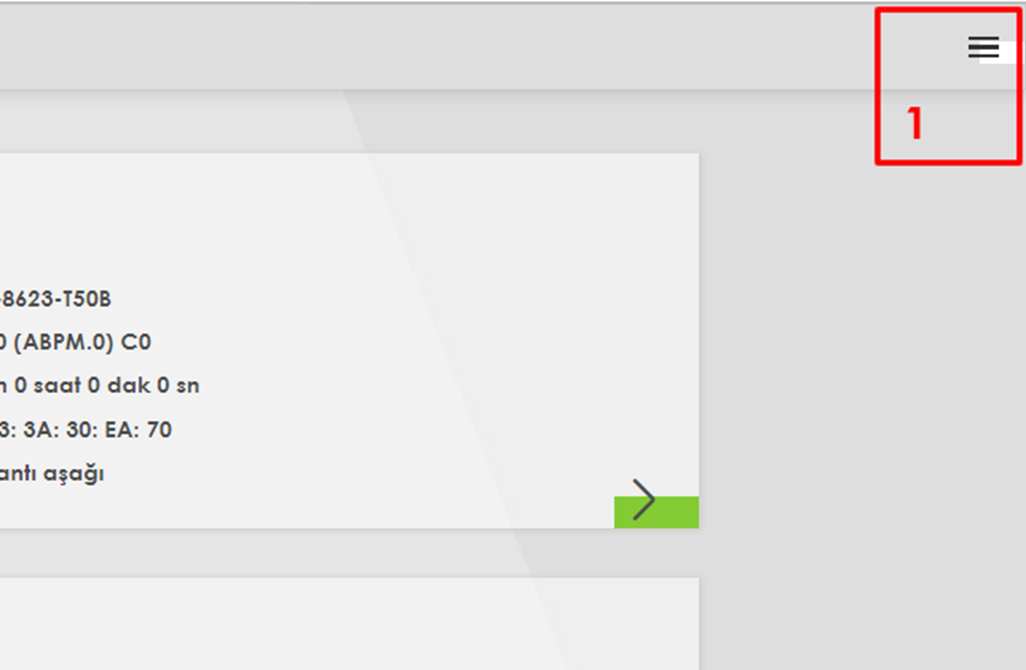 1
-8623-T50B
0 (ABPM.0) C0
n 0 saat 0 dak 0 sn
3: 3A: 30: EA: 70
antı aşağı